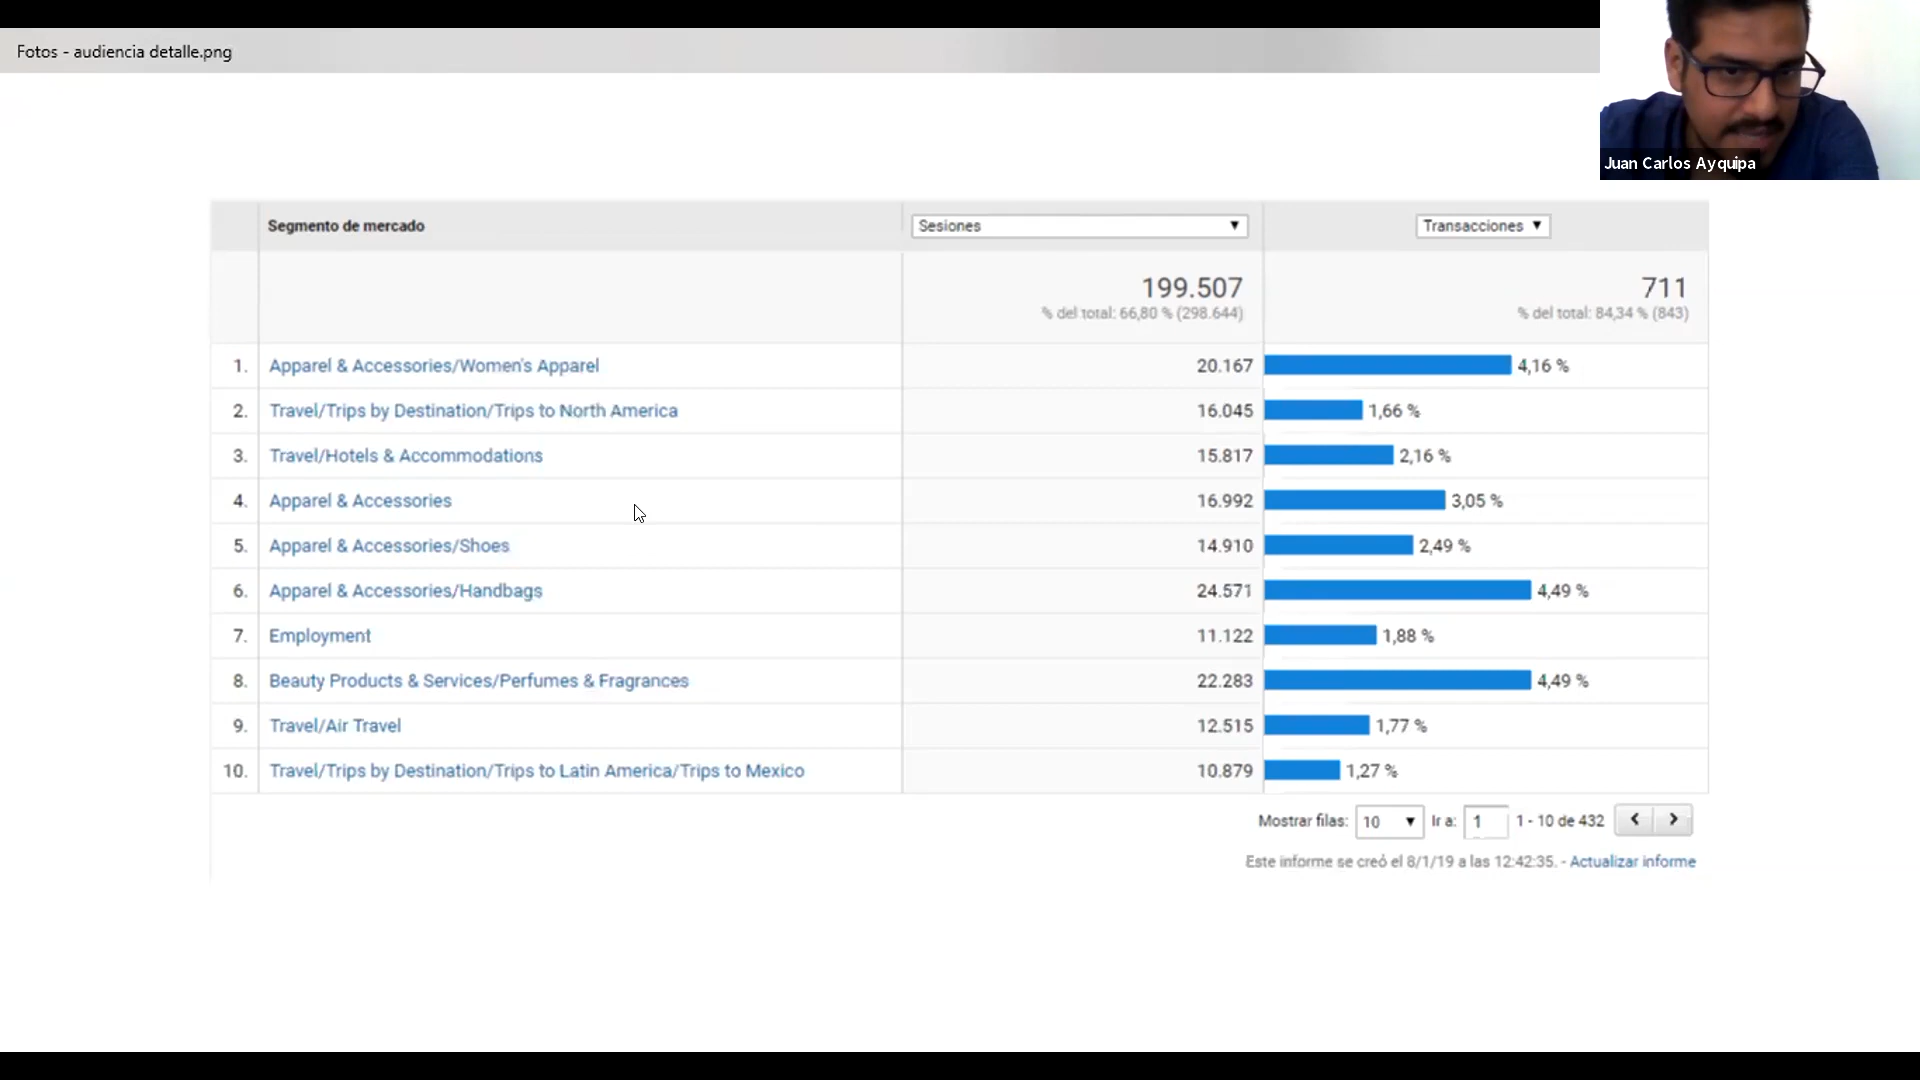 Fotos - audiencia detalle.png
Juan Carlos Ayquipa
Segmento de mercado Sesiones Transacciones
199.507 711
% del total: 66,80 % (298.644) % del total: 84,34 % (843)
1. Apparel & Accessories/Women's Apparel 20.167 4,16 %
2. Travel/Trips by Destination/Trips to North America 16.045 1,66 %
3. Travel/Hotels & Accommodations 15.817 2,16 %
4. Apparel & Accessories 16.992 3,05 %
5. Apparel & Accessories/Shoes 14.910 2,49 %
6. Apparel & Accessories/Handbags 24.571 4,49 %
7. Employment 11.122 1,88 %
8. Beauty Products & Services/Perfumes & Fragrances 22.283 4,49 %
9. Travel/Air Travel 12.515 1,77 %
10. Travel/Trips by Destination/Trips to Latin America/Trips to Mexico 10.879 1,27 %
Mostrar filas: 10 Ir a: 1 1 - 10 de 432
Este informe se creó el 8/1/19 a las 12:42:35. - Actualizar informe